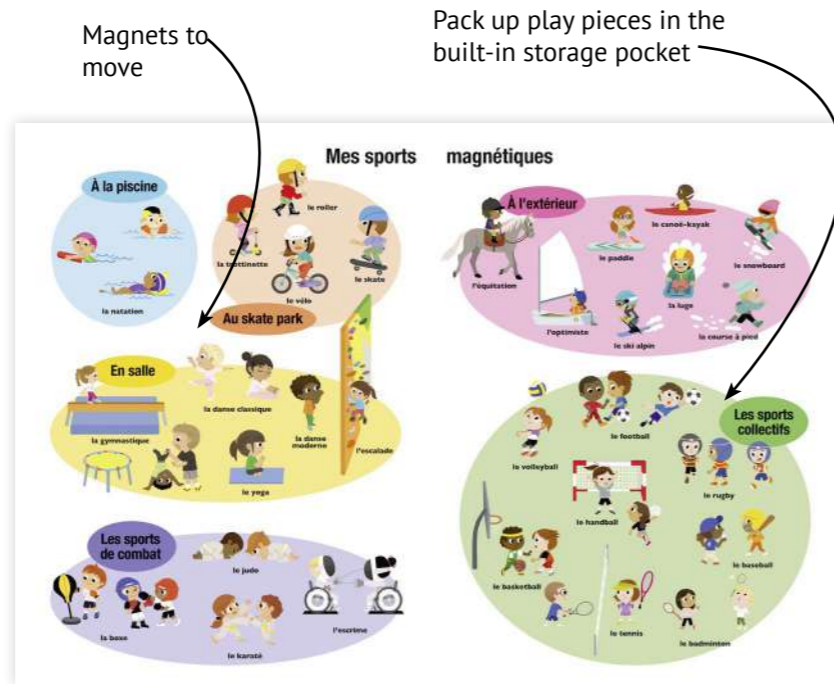 Magnets to
move
Pack up play pieces in the
built-in storage pocket
Mes sports magnétiques
À la piscine
la natation
le roller
la trottinette
le vélo
le skate
Au skate park
À l'extérieur
l'équitation
le paddle
le canoë-kayak
le snowboard
l'optimiste
le ski alpin
la luge
la course à pied
En salle
la gymnastique
la danse classique
la danse
moderne
l'escalade
le yoga
Les sports
collectifs
le volleyball
le football
le rugby
le handball
le basketball
le baseball
le tennis
le badminton
Les sports
de combat
la boxe
le judo
le karaté
l'escrime